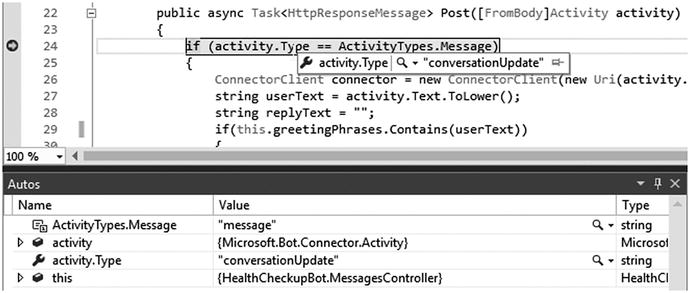 22 public async Task<HttpResponseMessage> Post([FromBody]Activity activity)
23 {
24 if (activity.Type == ActivityTypes.Message)
25 {
activity.Type "conversationUpdate"
26 ConnectorClient connector = new ConnectorClient(new Uri(activity.
27 string userText = activity.Text.ToLower();
28 string replyText = "";
29 if(this.greetingPhrases.Contains(userText))
30 {
100 %
Autos
Name Value Type
ActivityTypes.Message "message" string
activity {Microsoft.Bot.Connector.Activity} Microsof
activity.Type "conversationUpdate" string
this {HealthCheckupBot.MessagesController} HealthCl